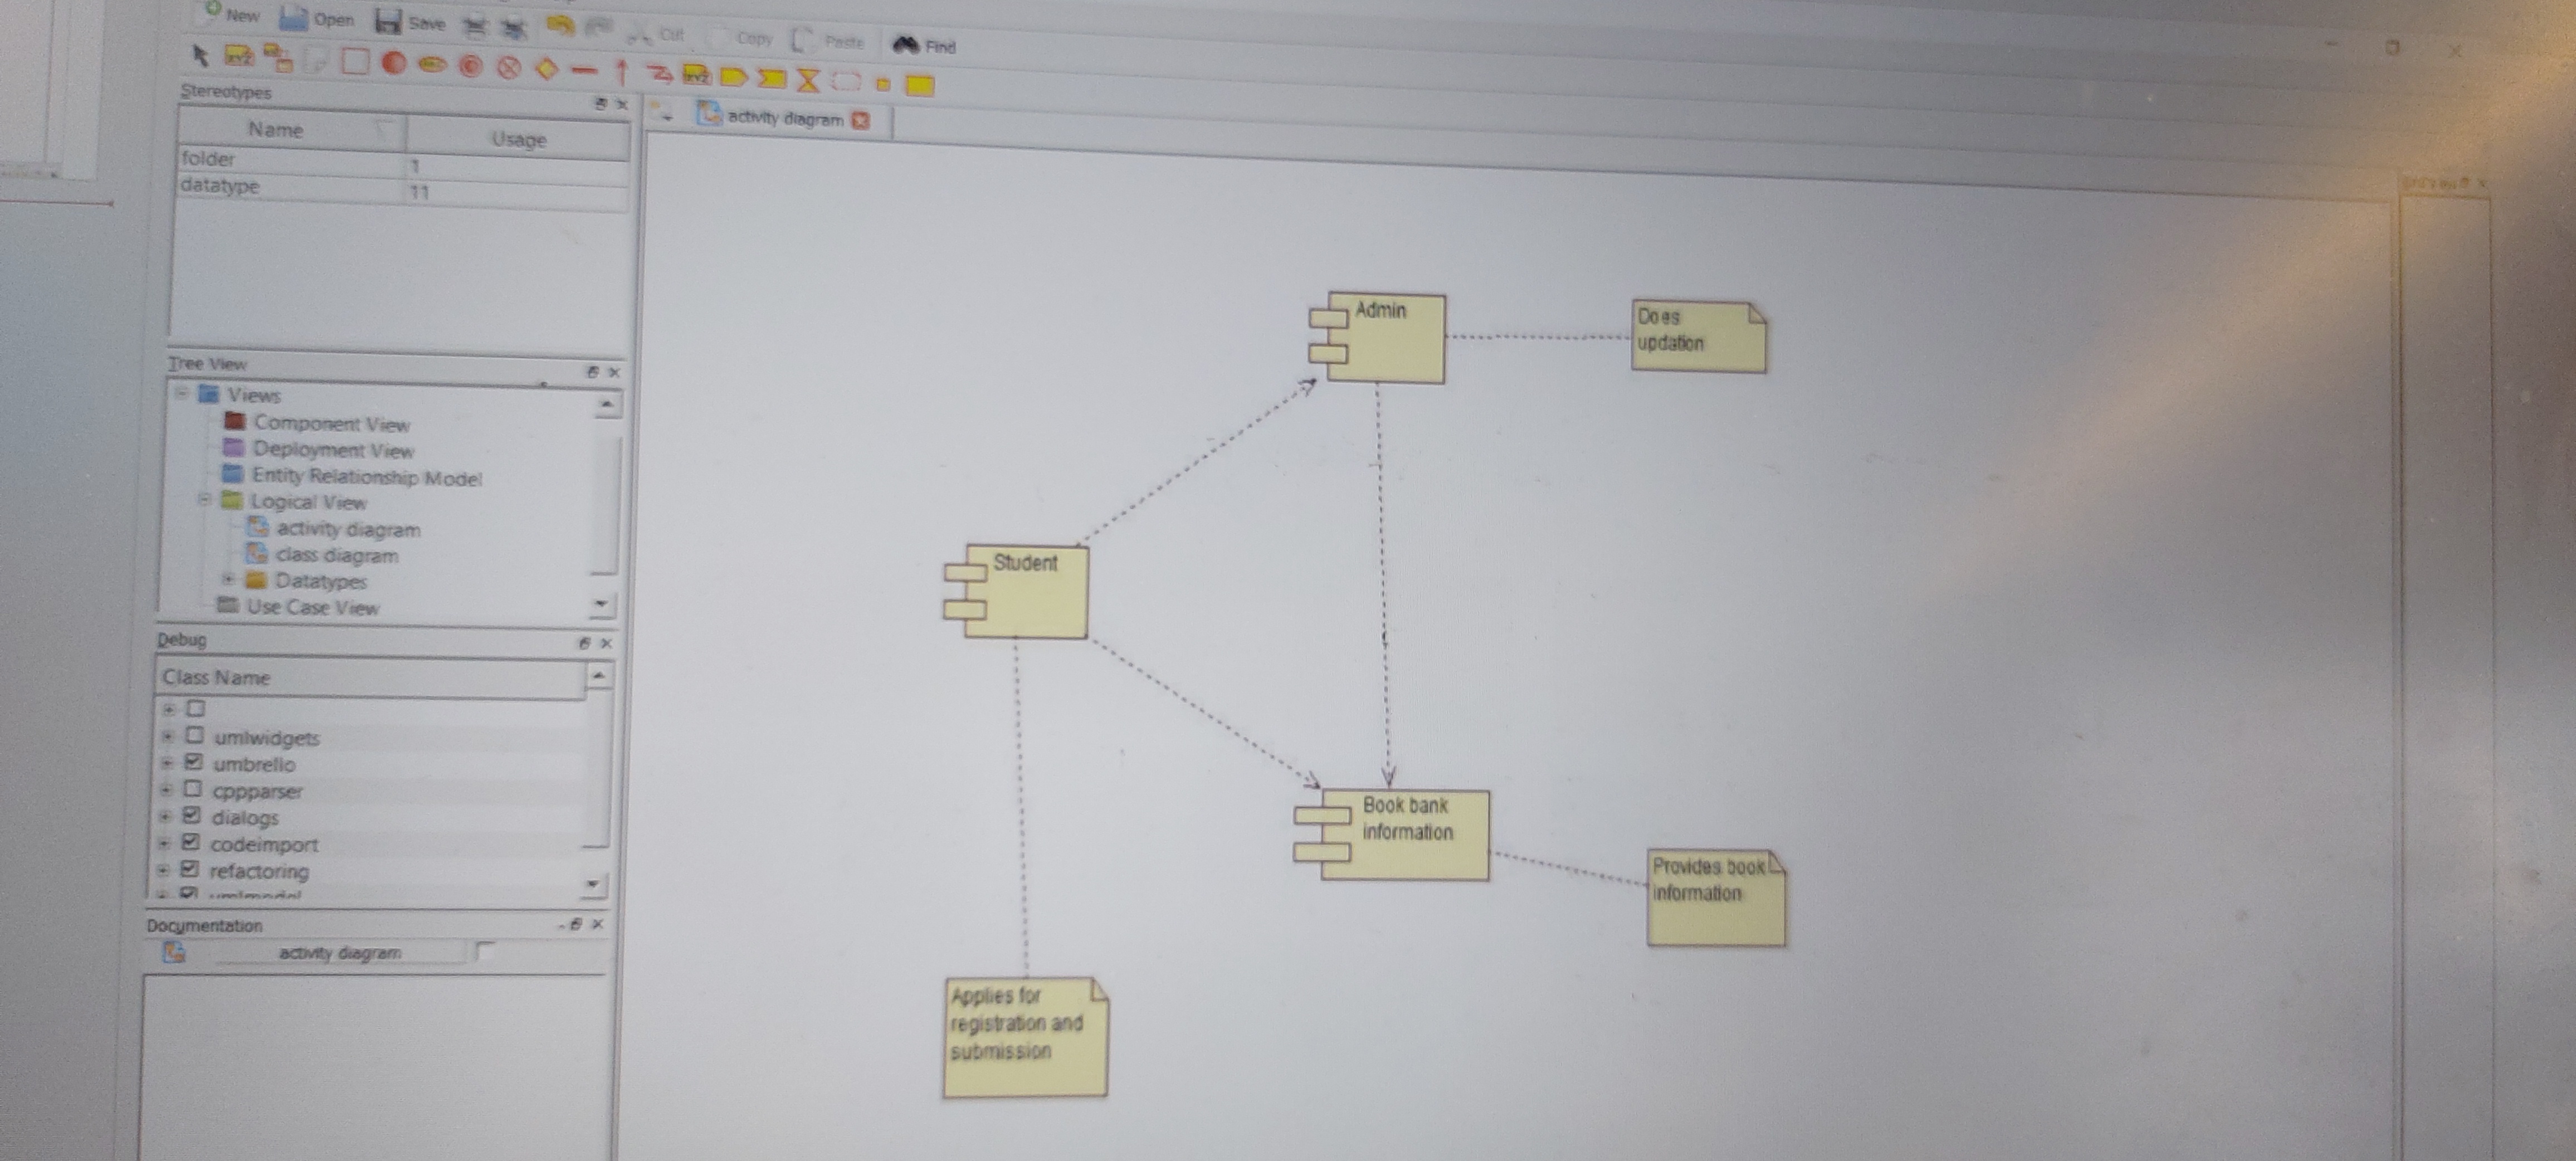 New Open Save Cut Copy Paste Find
Stereotypes
Name Usage
folder 1
datatype 11
Tree View
Views
Component View
Deployment View
Entity Relationship Model
Logical View
activity diagram
class diagram
Datatypes
Use Case View
Debug
Class Name
umlwidgets
umbrello
cppparser
dialogs
codeimport
refactoring
umlmodel
Documentation
activity diagram
activity diagram
Admin
Does
updation
Student
Book bank
information
Provides book
information
Applies for
registration and
submission